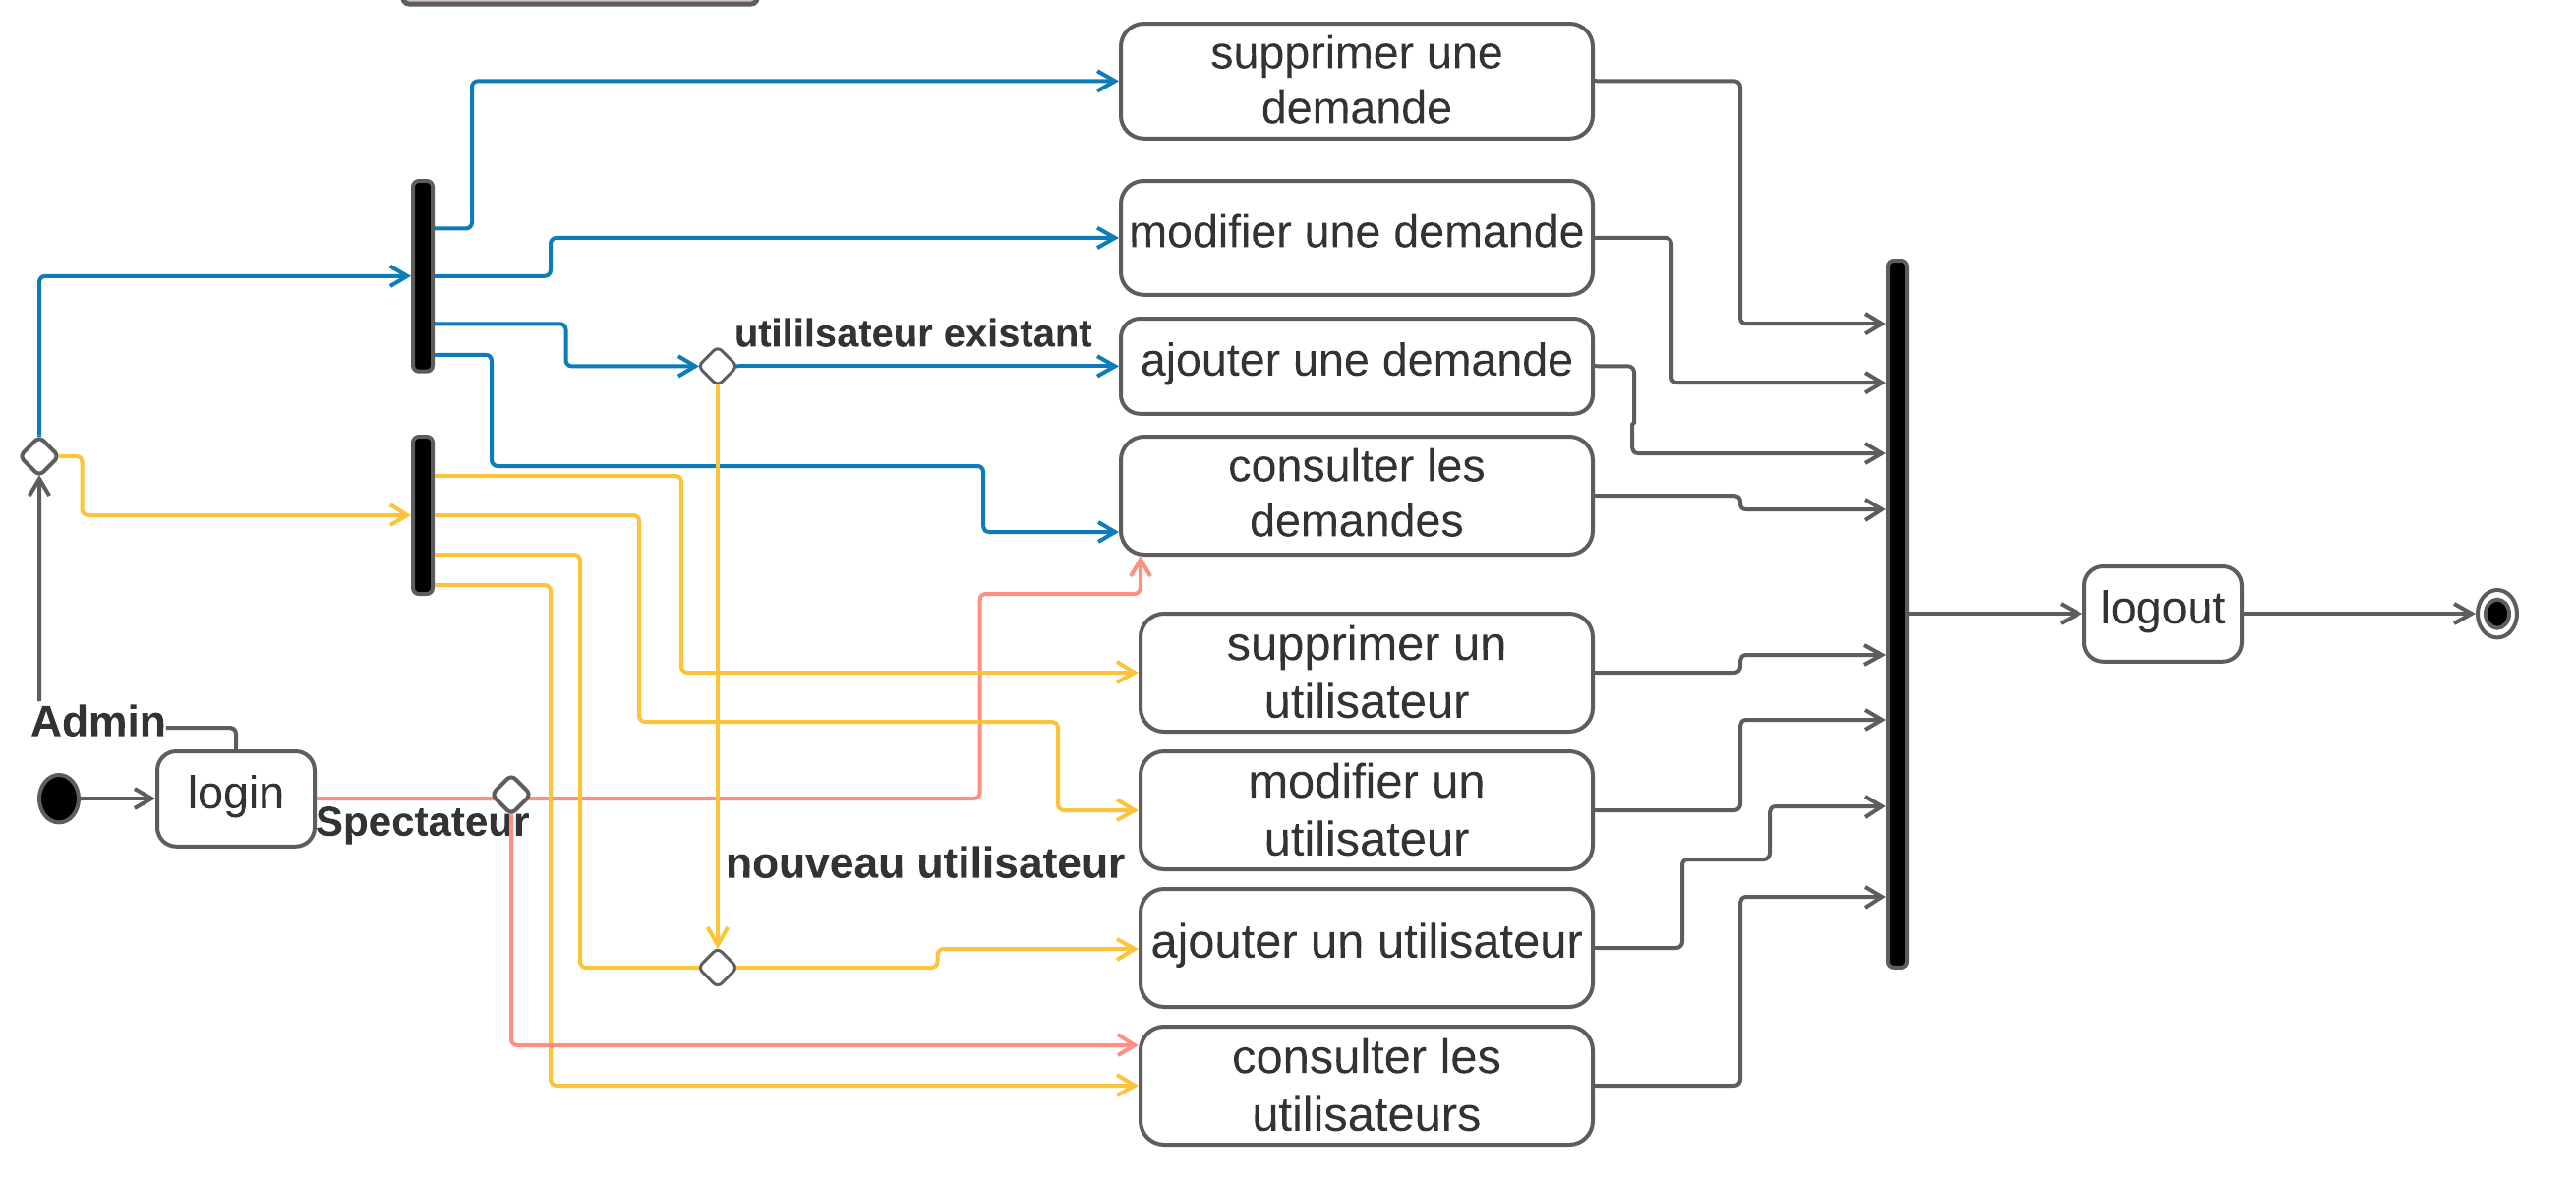 supprimer une
demande
modifier une demande
utililsateur existant
ajouter une demande
consulter les
demandes
supprimer un
utilisateur
logout
Admin
login
Spectateur
modifier un
utilisateur
nouveau utilisateur
ajouter un utilisateur
consulter les
utilisateurs